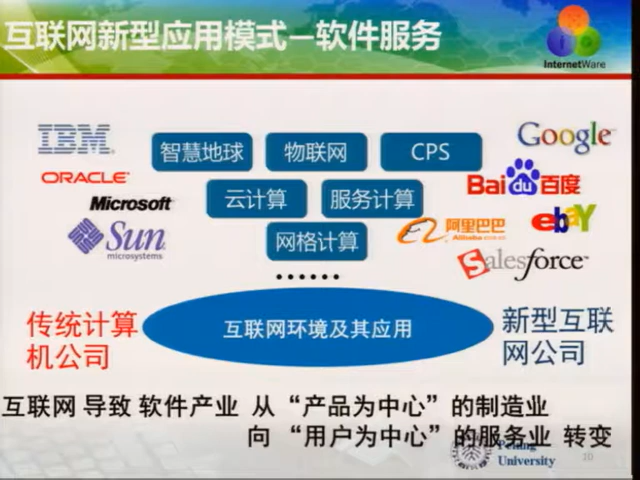 互联网新型应用模式—软件服务
InternetWare
IBM
智慧地球
物联网
CPS
Google
ORACLE
Bai du 百度
Microsoft
云计算
服务计算
Sun
microsystems
网格计算
阿里巴巴
Alibaba.com.cn
ebaY
salesforce
······
传统计算
机公司
互联网环境及其应用
新型互联
网公司
互联网 导致 软件产业 从 “产品为中心”的制造业
向 “用户为中心”的服务业 转变
Peking
University
10